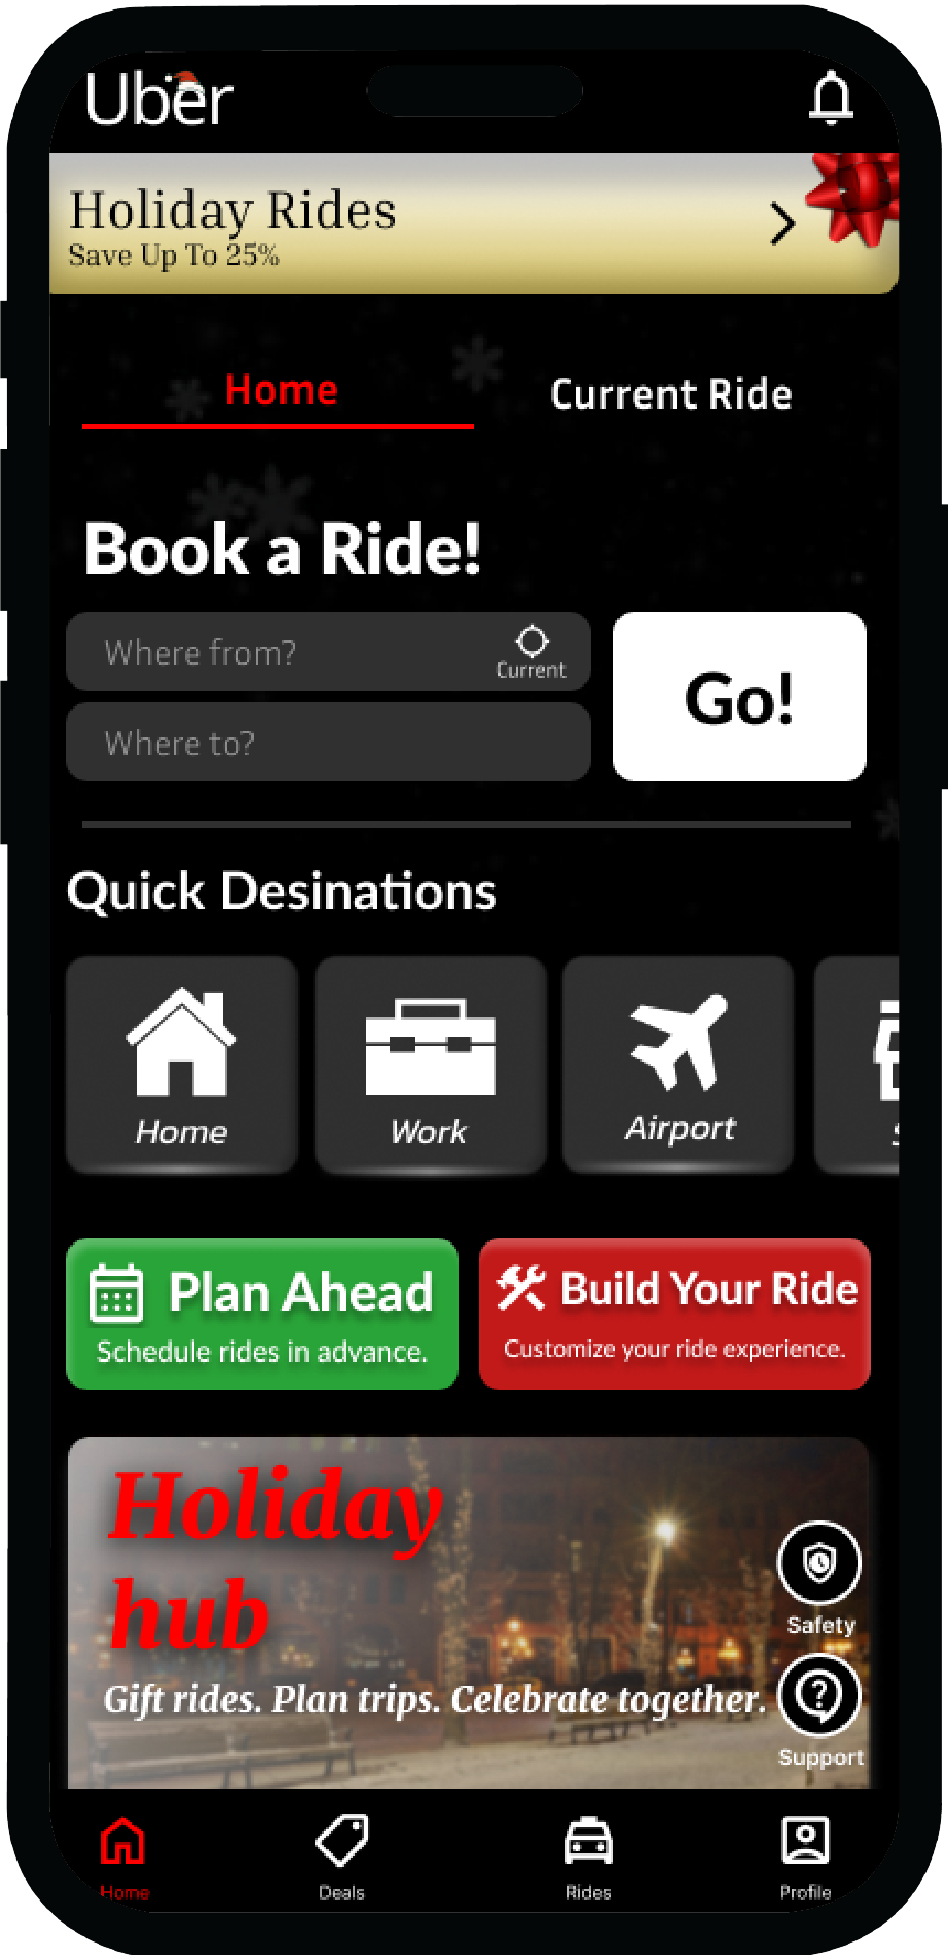 Uber
Holiday Rides
Save Up To 25%
Home
Current Ride
Book a Ride!
Where from?
Current
Where to?
Go!
Quick Desinations
Home
Work
Airport
Plan Ahead
Schedule rides in advance.
Build Your Ride
Customize your ride experience.
Holiday
hub
Gift rides. Plan trips. Celebrate together.
Safety
Support
Home
Deals
Rides
Profile